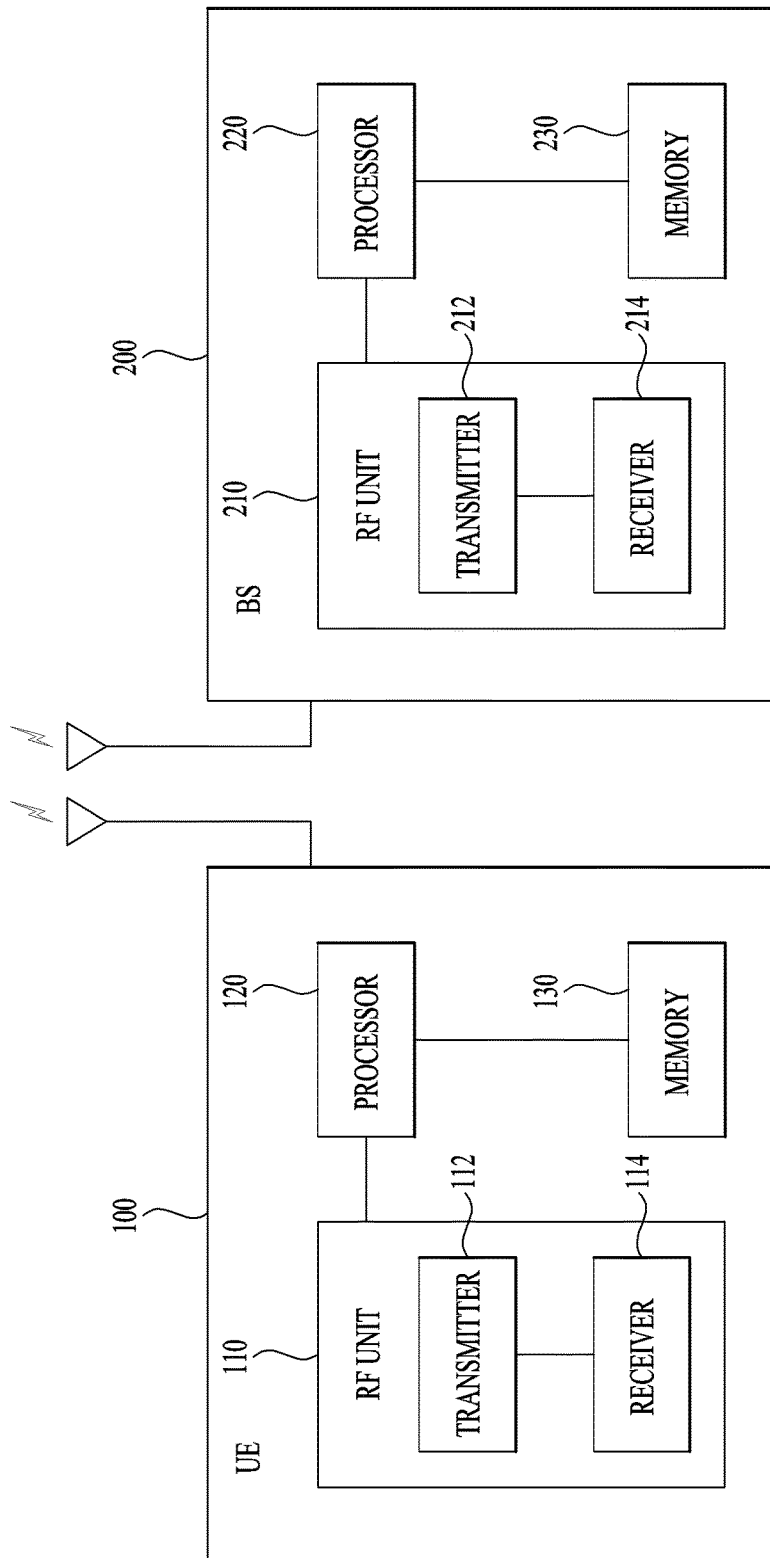 100
UE
110
RF UNIT
112
TRANSMITTER
114
RECEIVER
120
PROCESSOR
130
MEMORY
200
BS
210
RF UNIT
212
TRANSMITTER
214
RECEIVER
220
PROCESSOR
230
MEMORY